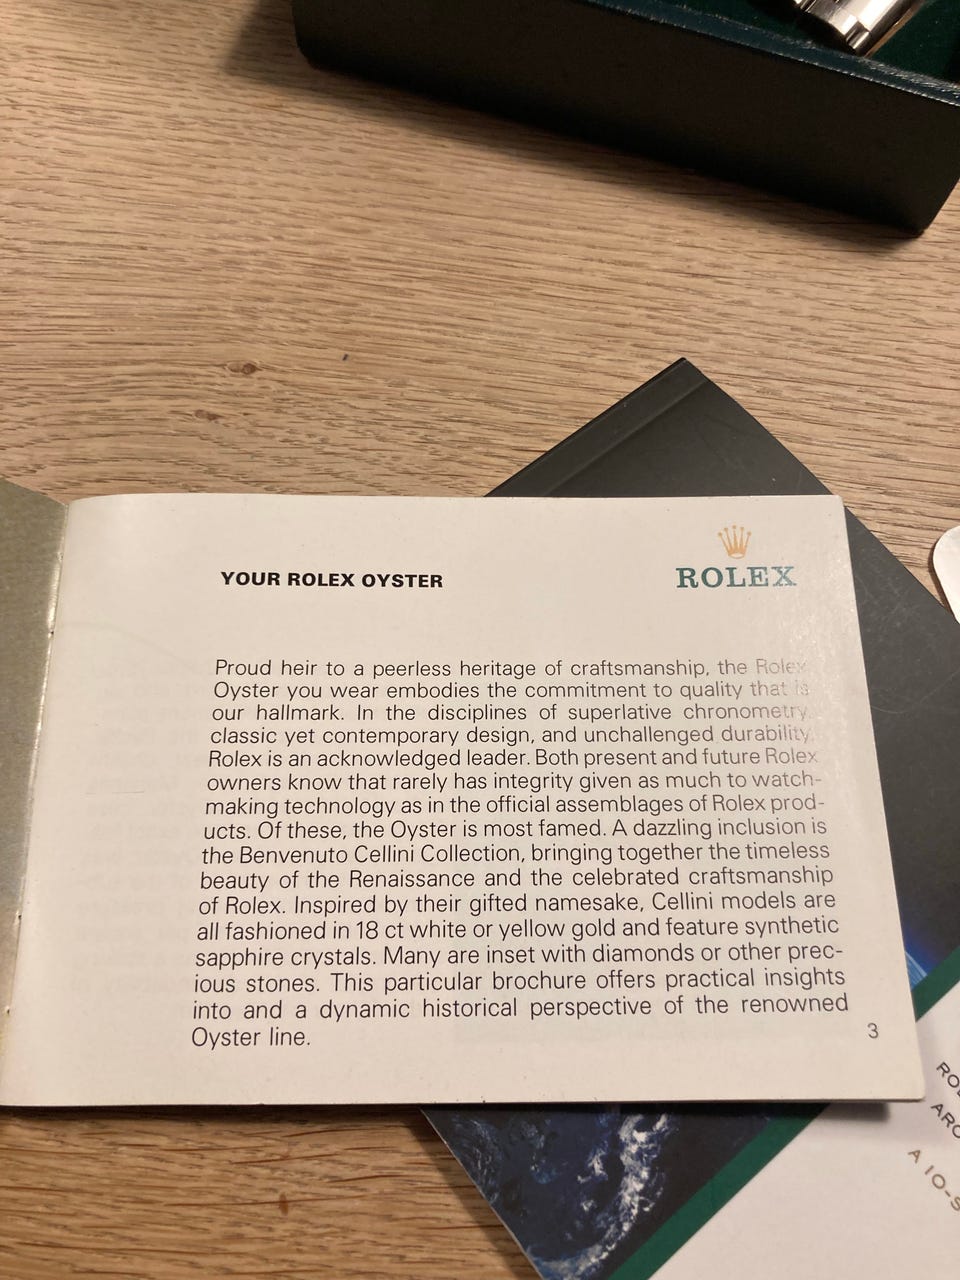 YOUR ROLEX OYSTER
ROLEX
Proud heir to a peerless heritage of craftsmanship, the Rolex
Oyster you wear embodies the commitment to quality that is
our hallmark. In the disciplines of superlative chronometry,
classic yet contemporary design, and unchallenged durability,
Rolex is an acknowledged leader. Both present and future Rolex
owners know that rarely has integrity given as much to watch-
making technology as in the official assemblages of Rolex prod-
ucts. Of these, the Oyster is most famed. A dazzling inclusion is
the Benvenuto Cellini Collection, bringing together the timeless
beauty of the Renaissance and the celebrated craftsmanship
of Rolex. Inspired by their gifted namesake, Cellini models are
all fashioned in 18 ct white or yellow gold and feature synthetic
sapphire crystals. Many are inset with diamonds or other prec-
ious stones. This particular brochure offers practical insights
into and a dynamic historical perspective of the renowned
Oyster line.
3
A 10-S